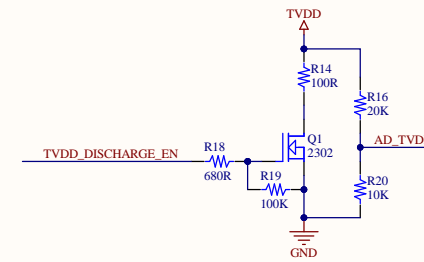 TVDD
R14
100R
R16
20K
Q1
2302
AD_TVD
TVDD_DISCHARGE_EN
R18
680R
R19
100K
R20
10K
GND